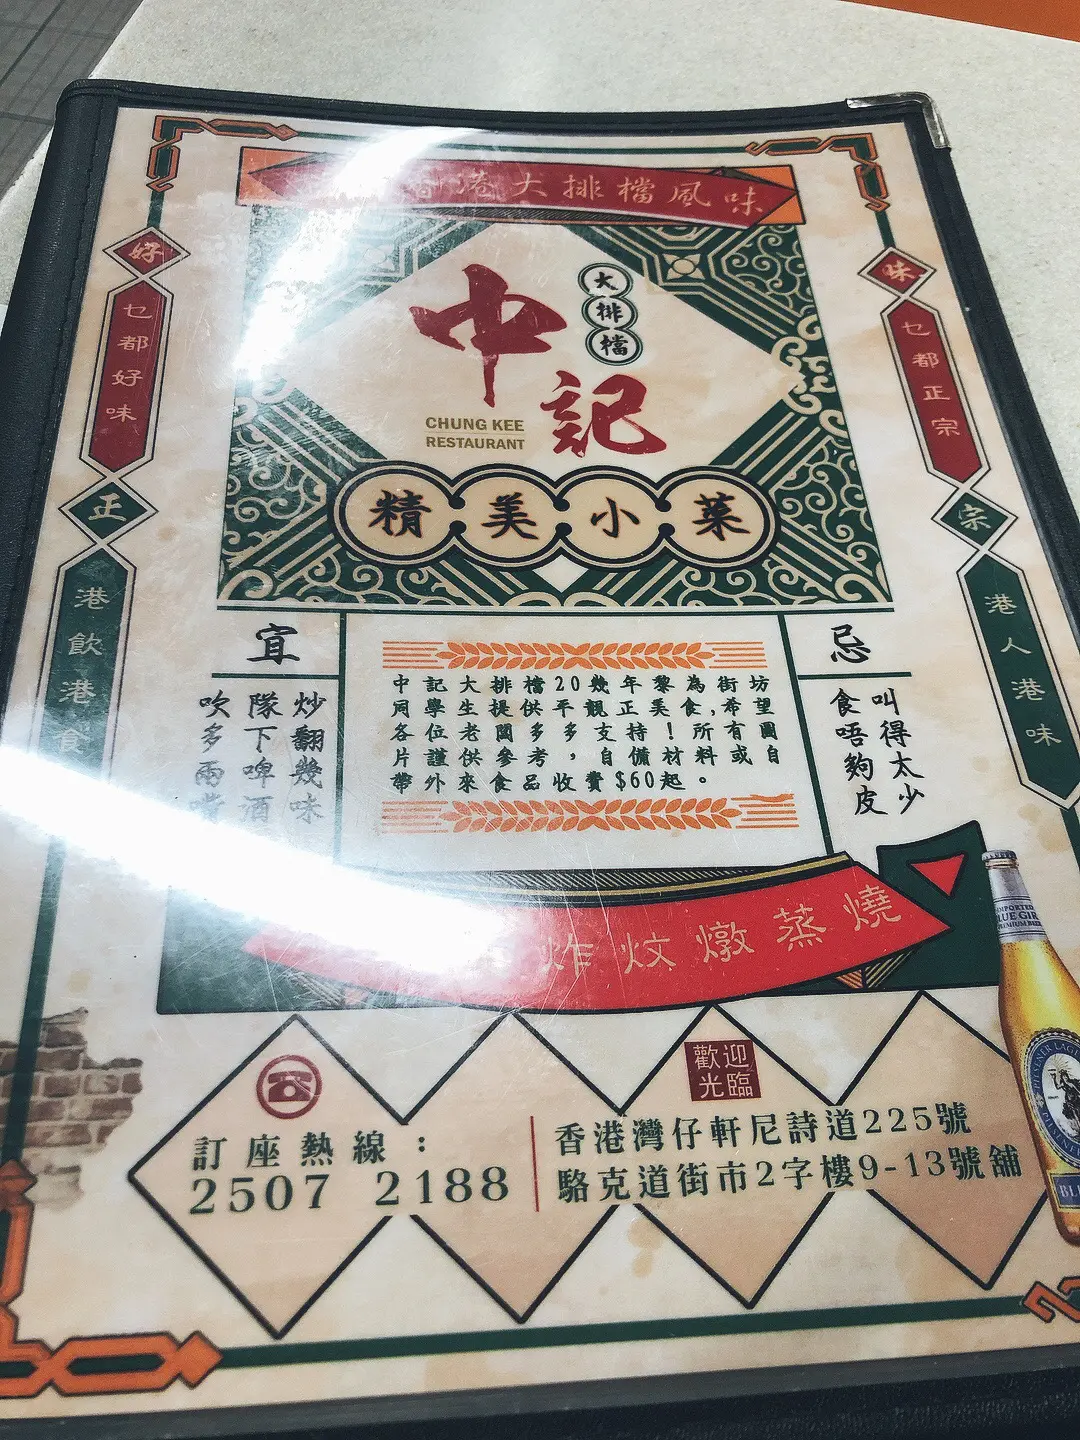 香港大排檔風味
好
乜都好味
正
港飲港食
味
乜都正宗
宗
港人港味
中記
大排檔
CHUNG KEE
RESTAURANT
精美小菜
宜
炒翻幾味
隊下啤酒
吹多兩
忌
叫得太少
食唔夠皮
中記大排檔20幾年黎為街坊
同學生提供平靚正美食,希望
各位老闆多多支持!所有圖
片謹供參考，自備材料或自
帶外來食品收費$60起。
炸炆燉蒸燒
歡迎
光臨
訂座熱線：
2507 2188
香港灣仔軒尼詩道225號
駱克道街市2字樓9-13號舖
IMPORTED
PREMIUM BEER